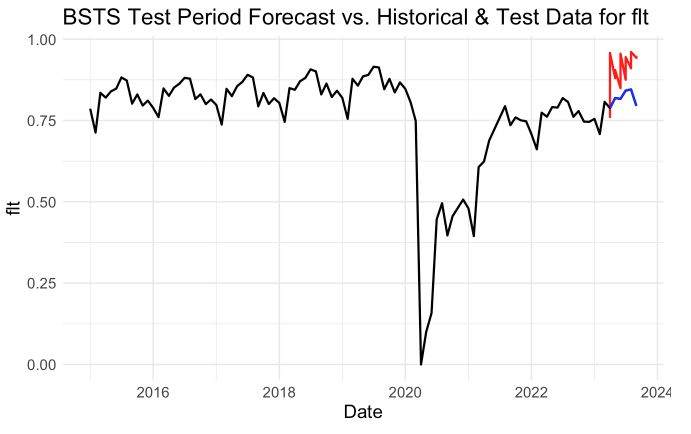 BSTS Test Period Forecast vs. Historical & Test Data for flt
1.00
0.75
0.50
0.25
0.00
flt
2016 2018 2020 2022 2024
Date